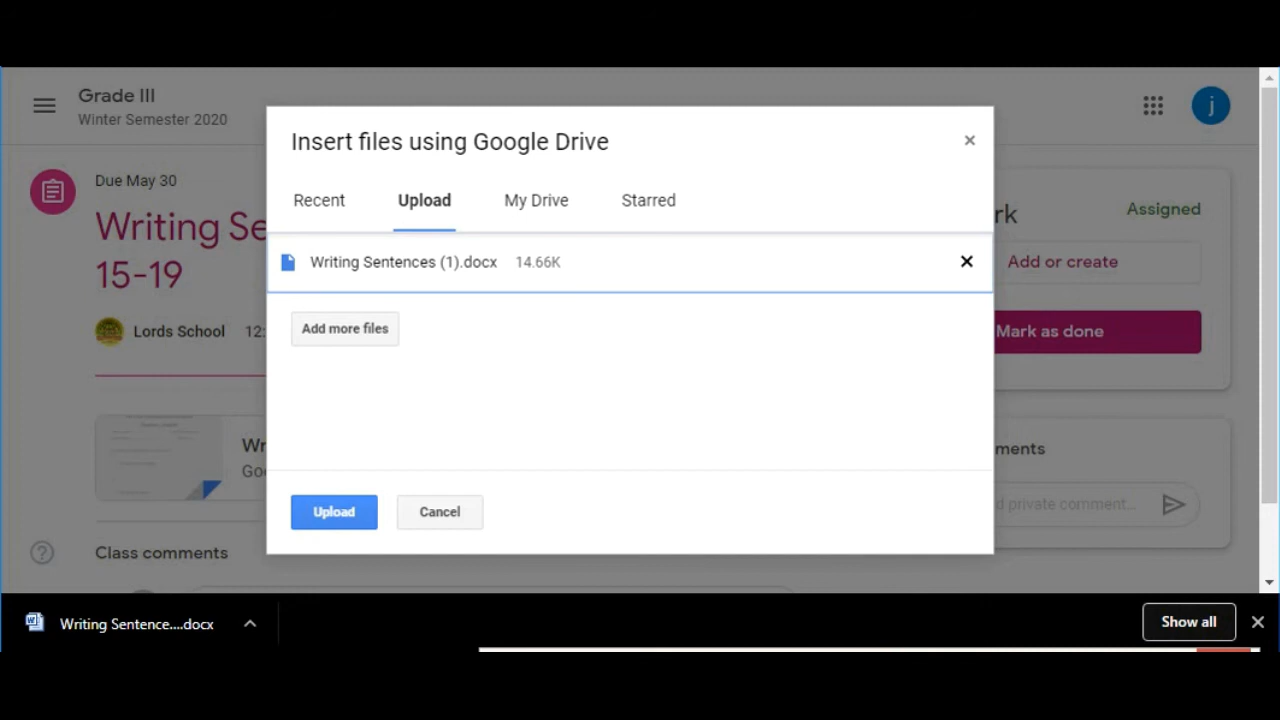 Grade III
Winter Semester 2020
j
Due May 30
Writing Se
15-19
Lords School 12:
Wr
Goo
Class comments
Insert files using Google Drive
×
Recent Upload My Drive Starred
Writing Sentences (1).docx 14.66K
Add more files
Upload Cancel
rk Assigned
Add or create
Mark as done
ments
d private comment...
Writing Sentence....docx
Show all